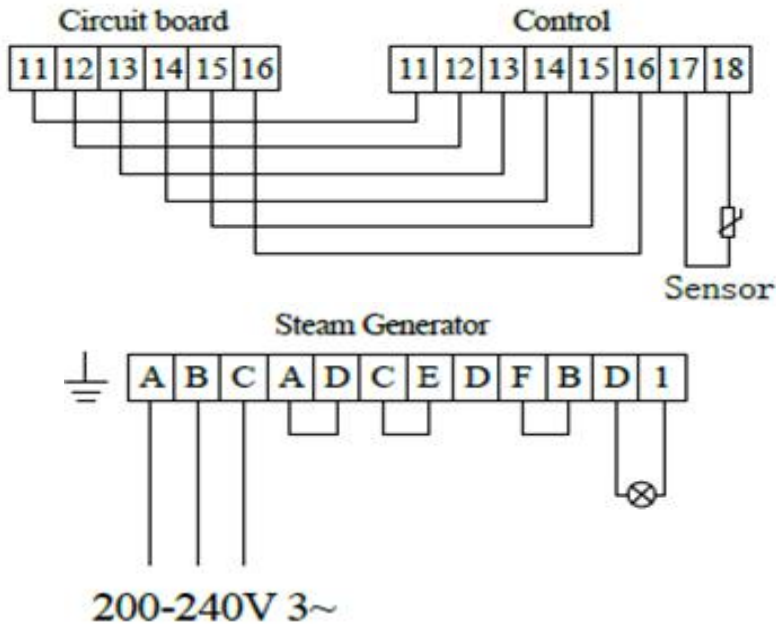 Circuit board Control
11 12 13 14 15 16 11 12 13 14 15 16 17 18
Sensor
Steam Generator
A B C A D C E D F B D 1
200-240V 3~